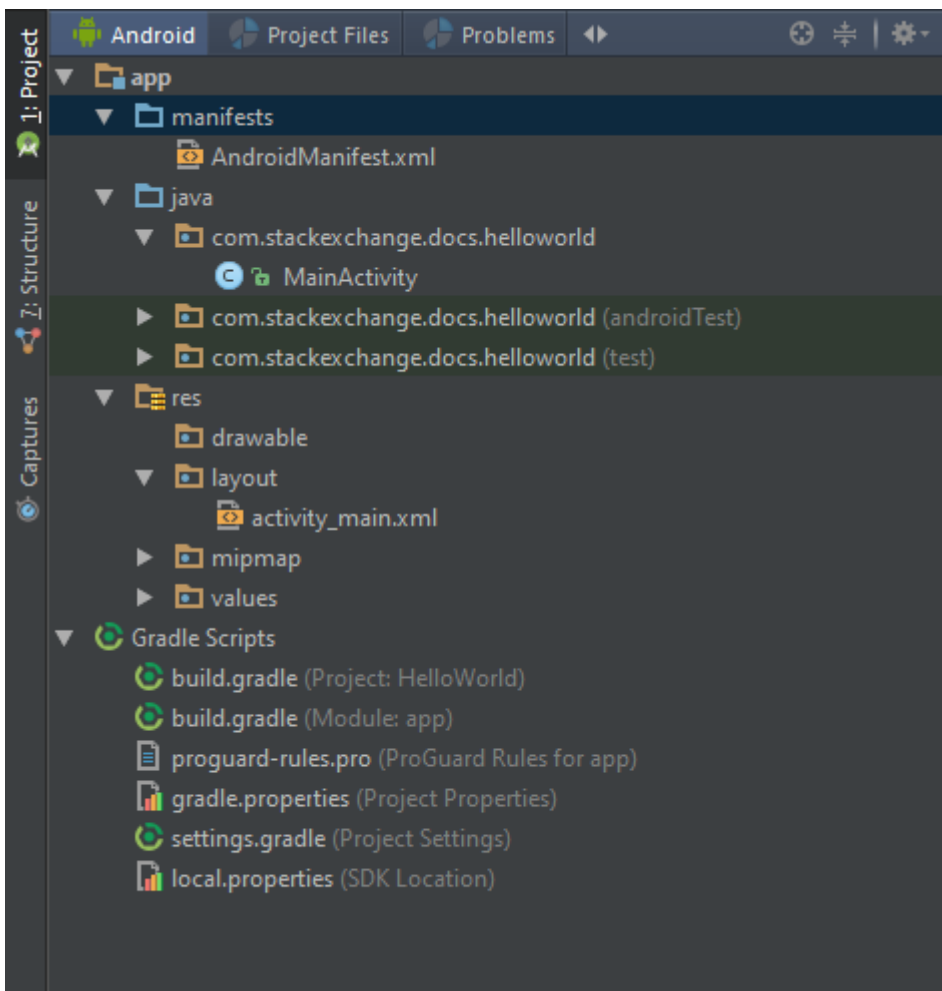 1: Project
7: Structure
Captures
Android Project Files Problems
app
manifests
AndroidManifest.xml
java
com.stackexchange.docs.helloworld
C MainActivity
com.stackexchange.docs.helloworld (androidTest)
com.stackexchange.docs.helloworld (test)
res
drawable
layout
activity_main.xml
mipmap
values
Gradle Scripts
build.gradle (Project: HelloWorld)
build.gradle (Module: app)
proguard-rules.pro (ProGuard Rules for app)
gradle.properties (Project Properties)
settings.gradle (Project Settings)
local.properties (SDK Location)